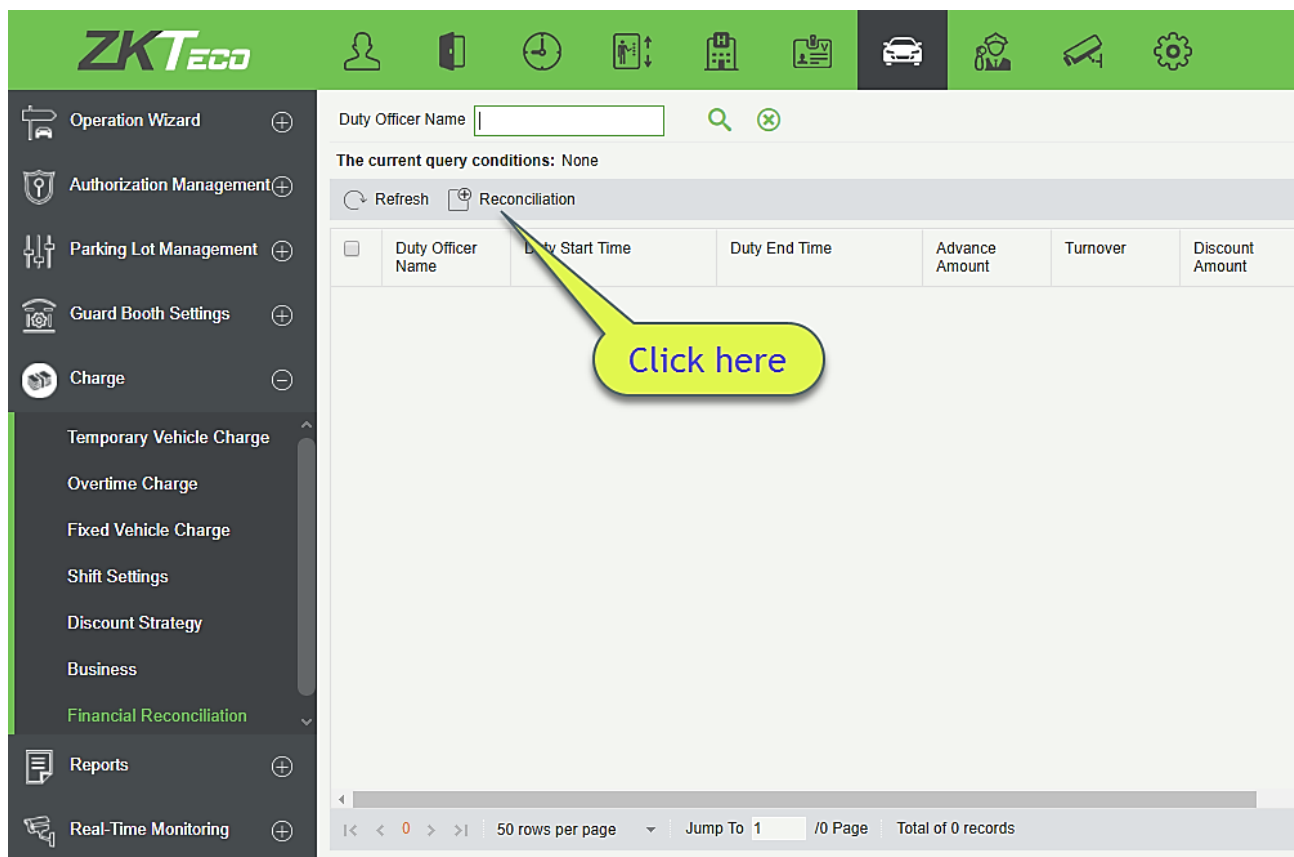 ZKTeco
Operation Wizard
Authorization Management
Parking Lot Management
Guard Booth Settings
Charge
Temporary Vehicle Charge
Overtime Charge
Fixed Vehicle Charge
Shift Settings
Discount Strategy
Business
Financial Reconciliation
Reports
Real-Time Monitoring
Duty Officer Name
The current query conditions: None
Refresh Reconciliation
Duty Officer Name Duty Start Time Duty End Time Advance Amount Turnover Discount Amount
Click here
|< < 0 > >| 50 rows per page Jump To 1 /0 Page Total of 0 records